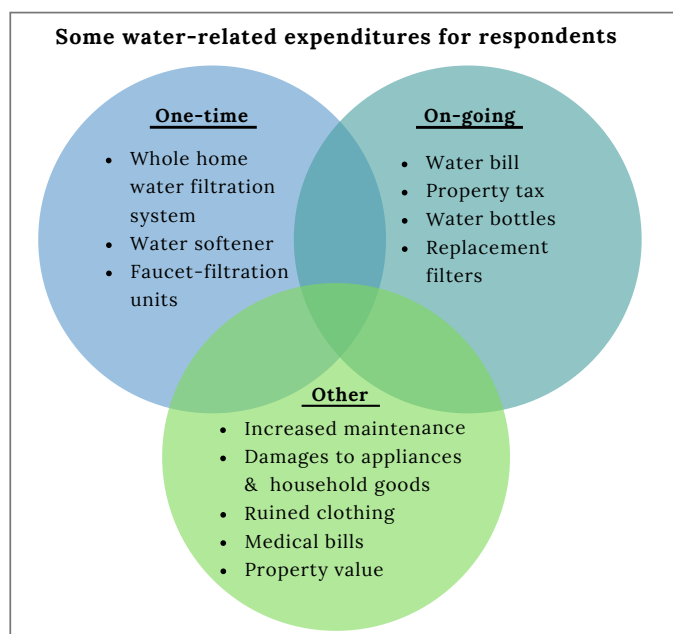 Some water-related expenditures for respondents
One-time
• Whole home
water filtration
system
• Water softener
• Faucet-filtration
units
On-going
• Water bill
• Property tax
• Water bottles
• Replacement
filters
Other
• Increased maintenance
• Damages to appliances
& household goods
• Ruined clothing
• Medical bills
• Property value